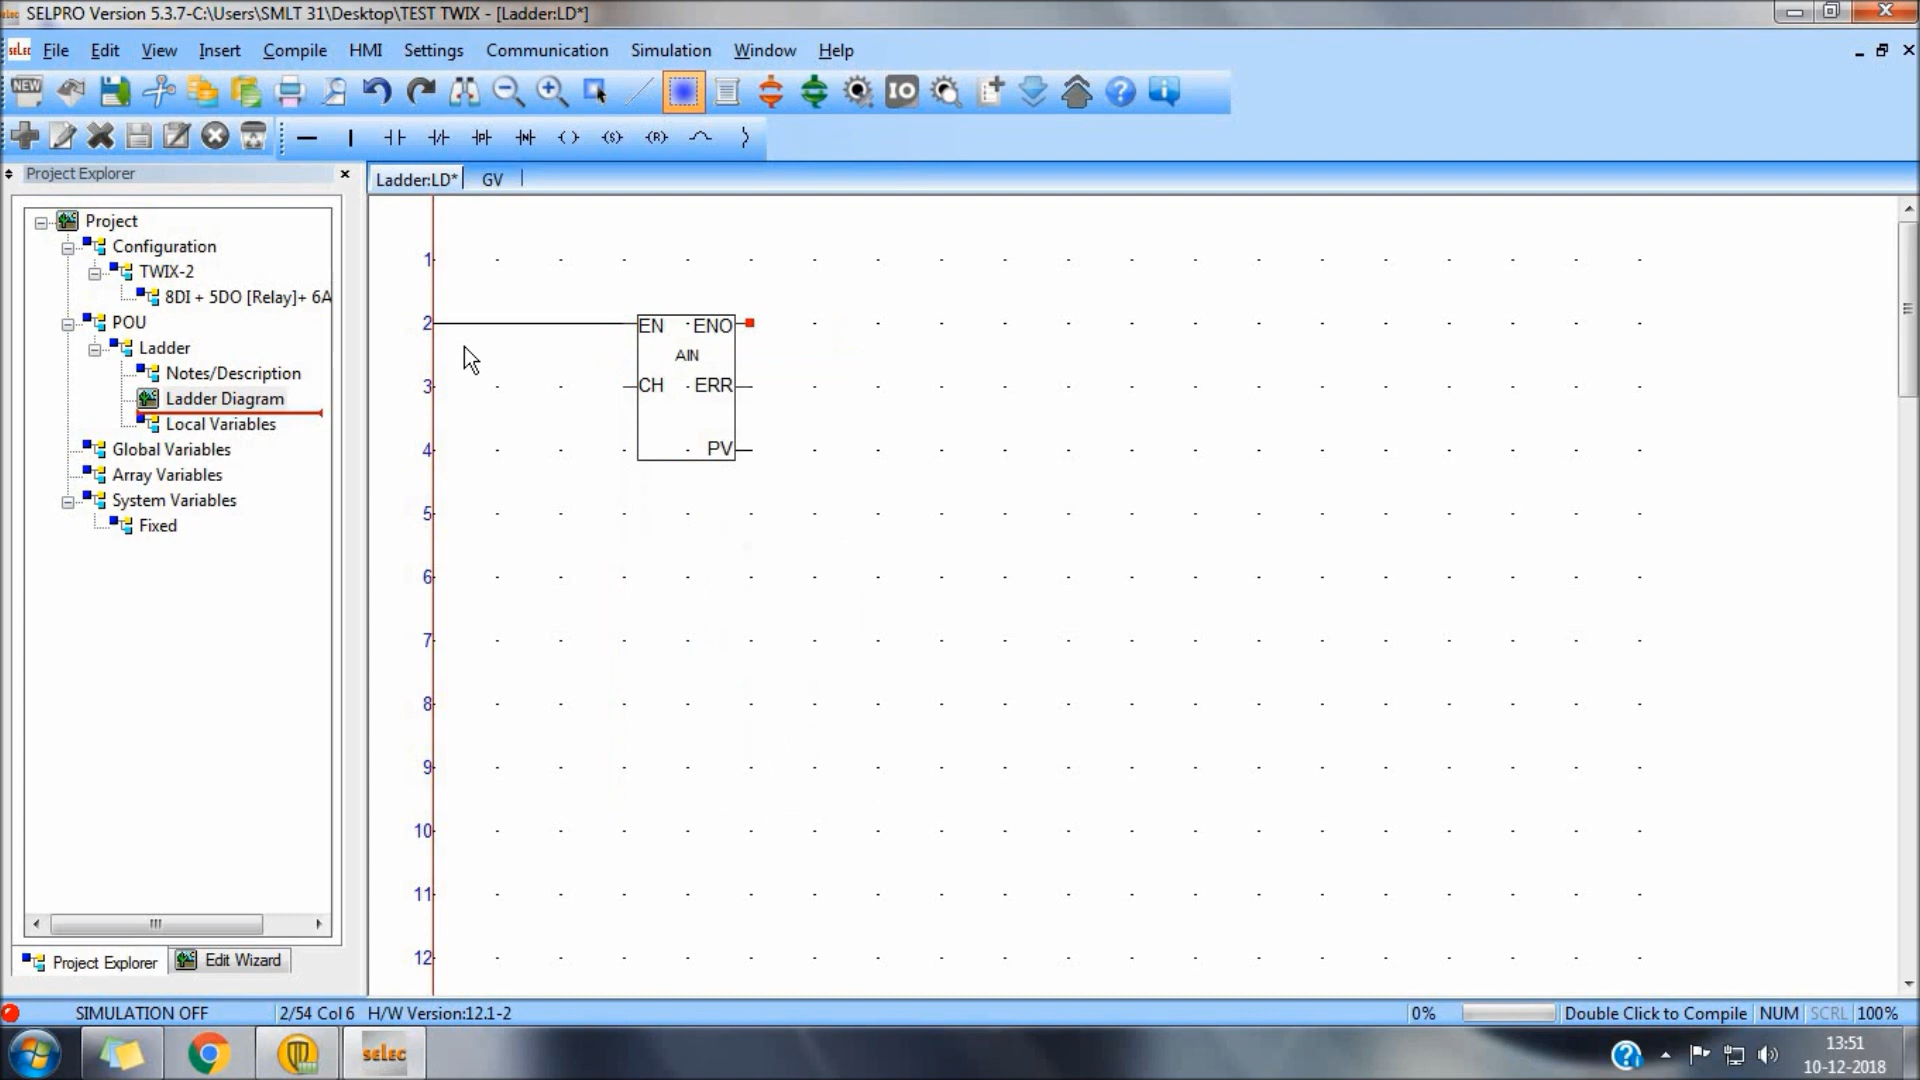 SELPRO Version 5.3.7-C:\Users\SMLT 31\Desktop\TEST TWIX - [Ladder:LD*]
File Edit View Insert Compile HMI Settings Communication Simulation Window Help
NEW IO
P N S R
Project Explorer
Ladder:LD* GV
Project
Configuration
TWIX-2
8DI + 5DO [Relay]+ 6A
POU
Ladder
Notes/Description
Ladder Diagram
Local Variables
Global Variables
Array Variables
System Variables
Fixed
1
2
3
4
5
6
7
8
9
10
11
12
EN ENO
AIN
CH ERR
PV
Project Explorer Edit Wizard
SIMULATION OFF 2/54 Col 6 H/W Version:12.1-2 0% Double Click to Compile NUM SCRL 100%
selec
13:51
10-12-2018